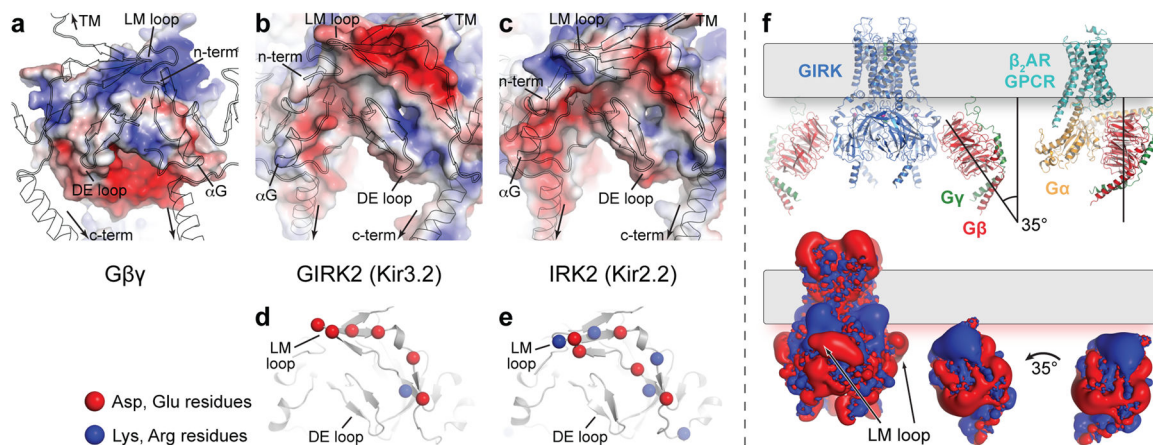 a
TM
LM loop
n-term
DE loop
αG
c-term
Gβγ
b
LM loop
TM
n-term
αG
DE loop
c-term
GIRK2 (Kir3.2)
c
LM loop
TM
n-term
αG
DE loop
c-term
IRK2 (Kir2.2)
d
LM
loop
DE loop
e
LM
loop
DE loop
Asp, Glu residues
Lys, Arg residues
f
GIRK
β2AR
GPCR
Gγ
Gβ
Gα
35°
35°
LM loop